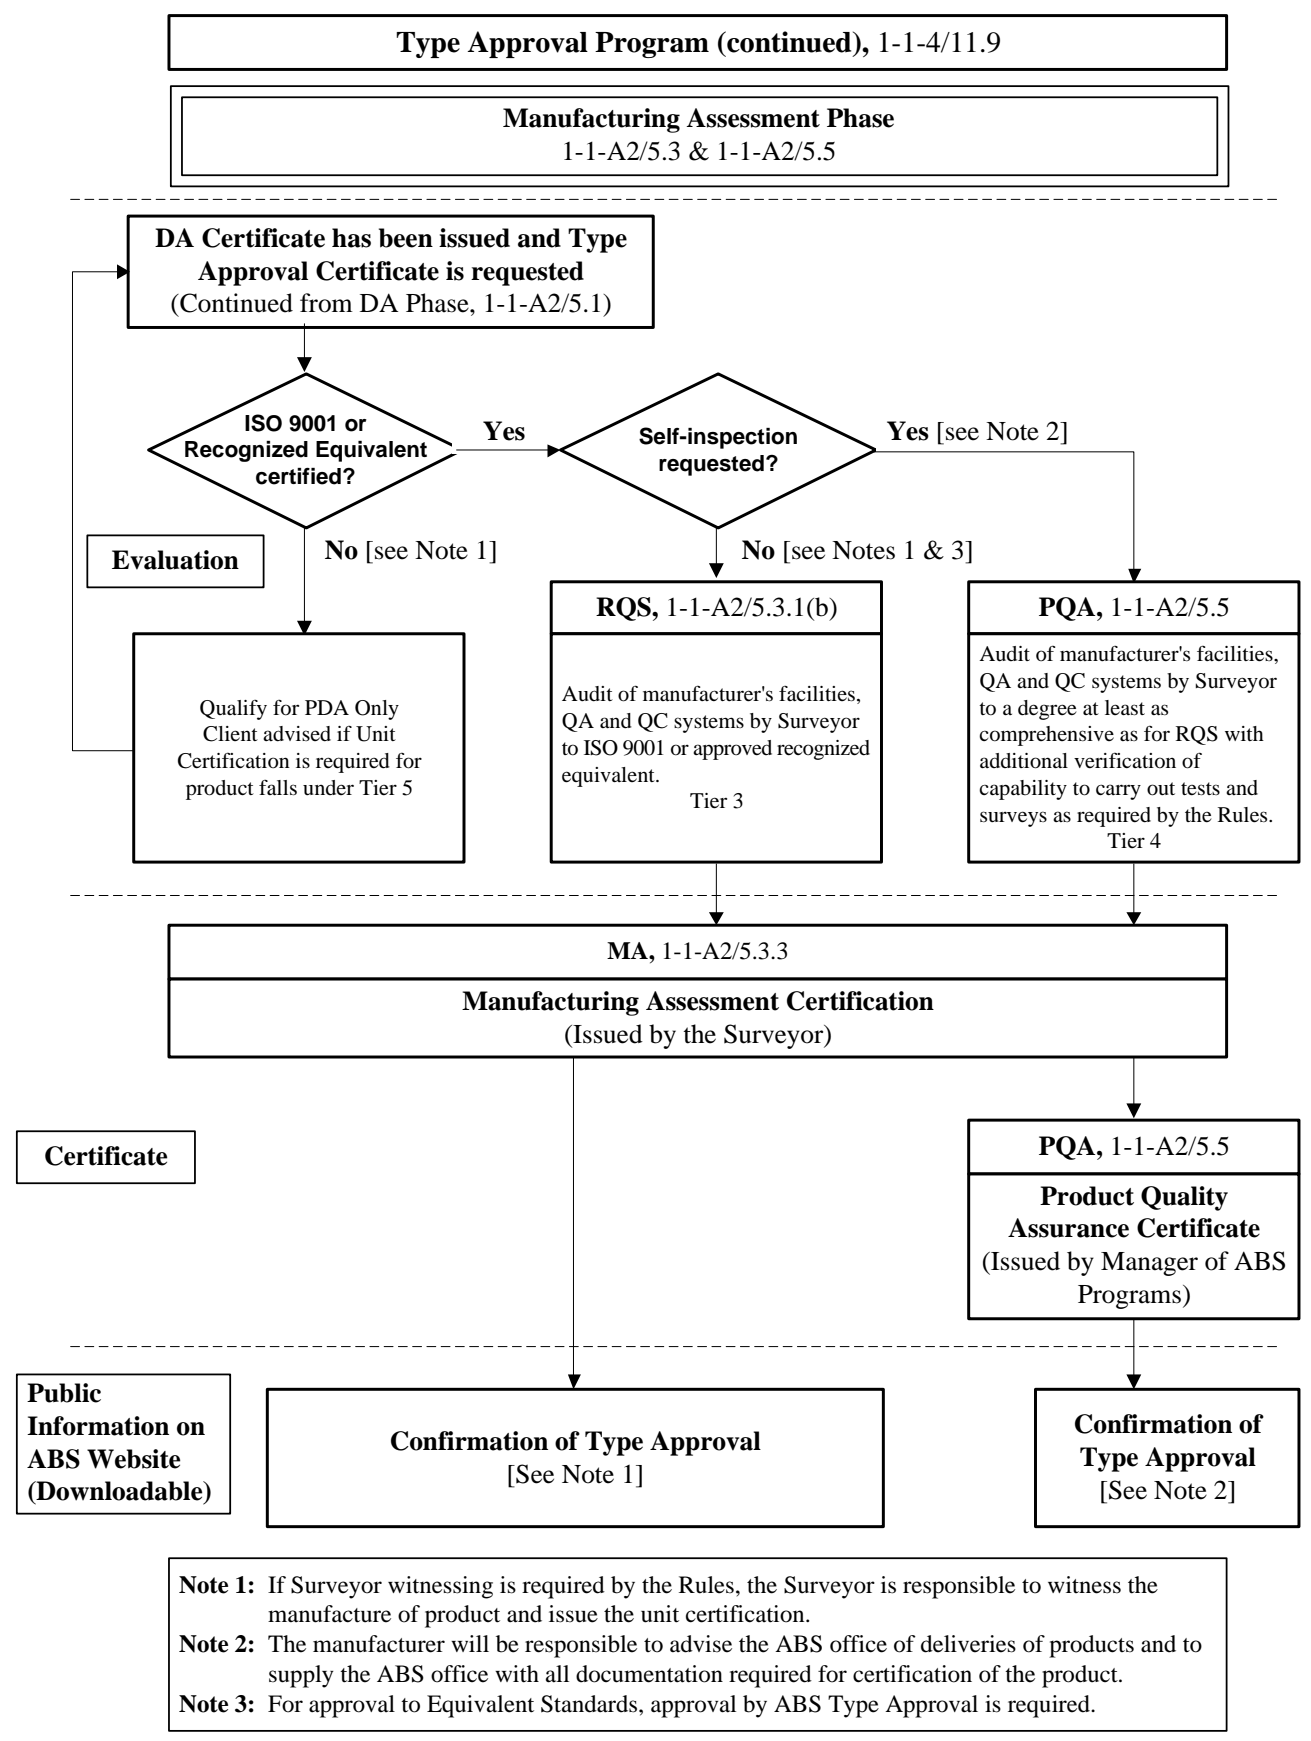 Type Approval Program (continued), 1-1-4/11.9
Manufacturing Assessment Phase
1-1-A2/5.3 & 1-1-A2/5.5
DA Certificate has been issued and Type
Approval Certificate is requested
(Continued from DA Phase, 1-1-A2/5.1)
ISO 9001 or
Recognized Equivalent
certified?
Yes
Self-inspection
requested?
Yes [see Note 2]
Evaluation
No [see Note 1]
No [see Notes 1 & 3]
Qualify for PDA Only
Client advised if Unit
Certification is required for
product falls under Tier 5
RQS, 1-1-A2/5.3.1(b)
Audit of manufacturer's facilities,
QA and QC systems by Surveyor
to ISO 9001 or approved recognized
equivalent.
Tier 3
PQA, 1-1-A2/5.5
Audit of manufacturer's facilities,
QA and QC systems by Surveyor
to a degree at least as
comprehensive as for RQS with
additional verification of
capability to carry out tests and
surveys as required by the Rules.
Tier 4
MA, 1-1-A2/5.3.3
Manufacturing Assessment Certification
(Issued by the Surveyor)
Certificate
PQA, 1-1-A2/5.5
Product Quality
Assurance Certificate
(Issued by Manager of ABS
Programs)
Public
Information on
ABS Website
(Downloadable)
Confirmation of Type Approval
[See Note 1]
Confirmation of
Type Approval
[See Note 2]
Note 1: If Surveyor witnessing is required by the Rules, the Surveyor is responsible to witness the
manufacture of product and issue the unit certification.
Note 2: The manufacturer will be responsible to advise the ABS office of deliveries of products and to
supply the ABS office with all documentation required for certification of the product.
Note 3: For approval to Equivalent Standards, approval by ABS Type Approval is required.